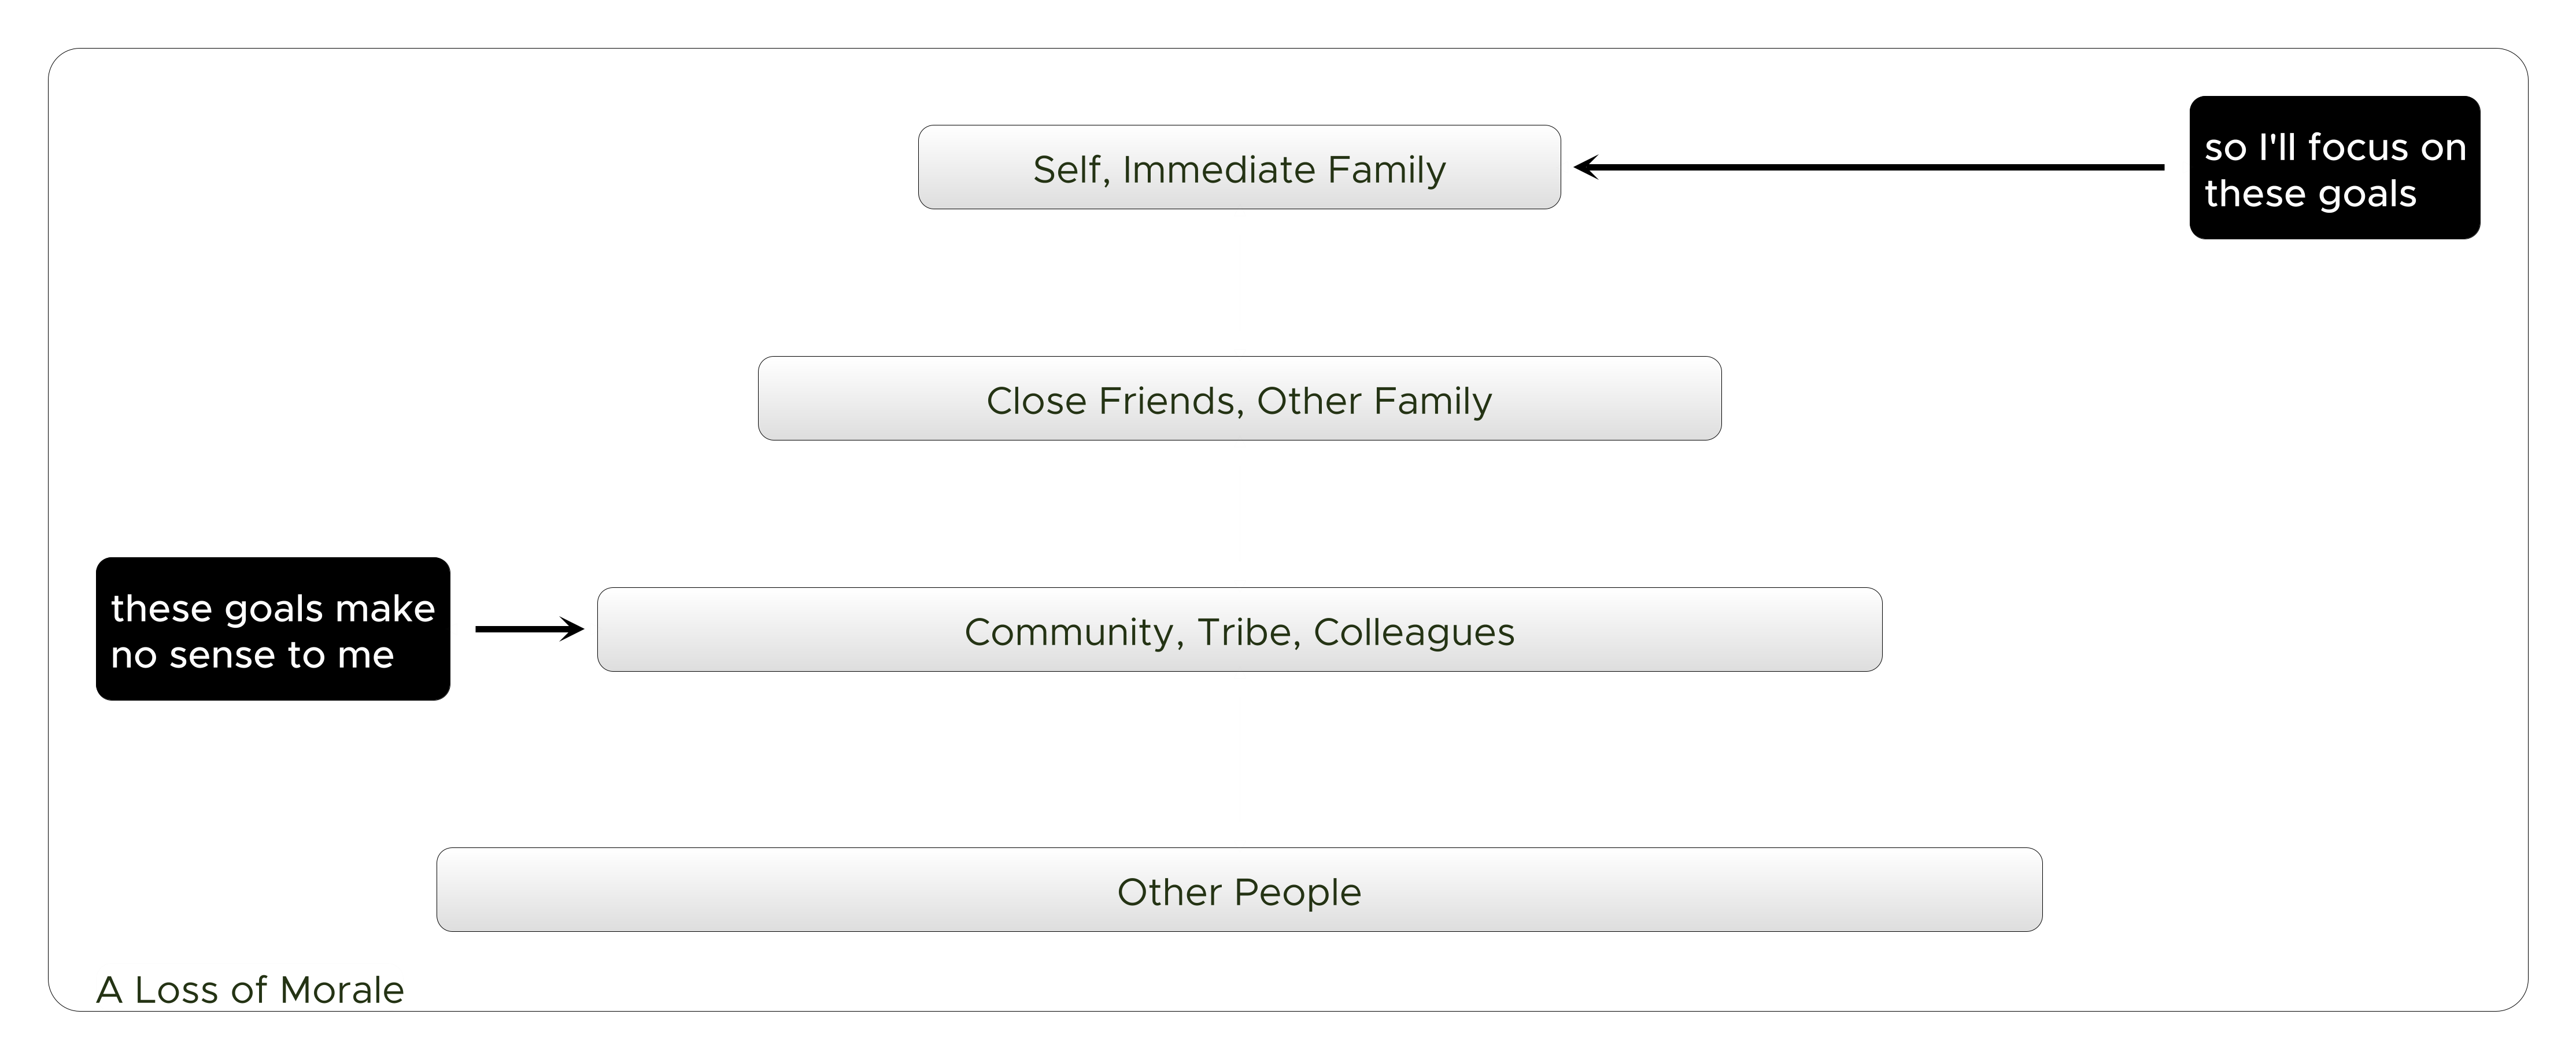 Self, Immediate Family
so I'll focus on
these goals
Close Friends, Other Family
these goals make
no sense to me
Community, Tribe, Colleagues
Other People
A Loss of Morale